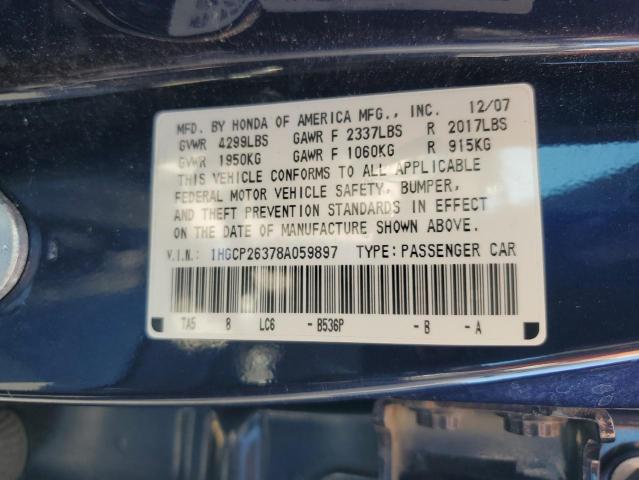 MFD. BY HONDA OF AMERICA MFG., INC. 12/07
GVWR 4299LBS GAWR F 2337LBS R 2017LBS
GVWR 1950KG GAWR F 1060KG R 915KG
THIS VEHICLE CONFORMS TO ALL APPLICABLE
FEDERAL MOTOR VEHICLE SAFETY, BUMPER,
AND THEFT PREVENTION STANDARDS IN EFFECT
ON THE DATE OF MANUFACTURE SHOWN ABOVE.
V.I.N.: 1HGCP26378A059897 TYPE: PASSENGER CAR
TA5 8 LC6 -B536P -B -A